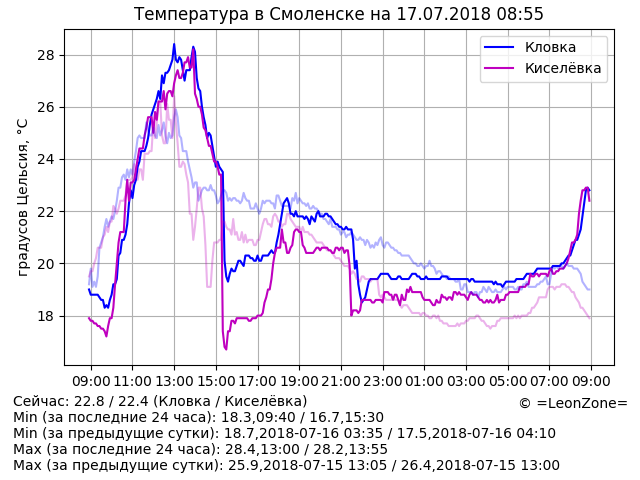 Температура в Смоленске на 17.07.2018 08:55
Кловка
Киселёвка
градусов Цельсия, °C
28
26
24
22
20
18
09:00 11:00 13:00 15:00 17:00 19:00 21:00 23:00 01:00 03:00 05:00 07:00 09:00
Сейчас: 22.8 / 22.4 (Кловка / Киселёвка)
© =LeonZone=
Min (за последние 24 часа): 18.3,09:40 / 16.7,15:30
Min (за предыдущие сутки): 18.7,2018-07-16 03:35 / 17.5,2018-07-16 04:10
Max (за последние 24 часа): 28.4,13:00 / 28.2,13:55
Max (за предыдущие сутки): 25.9,2018-07-15 13:05 / 26.4,2018-07-15 13:00